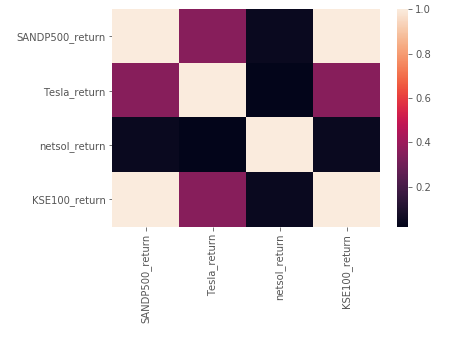 SANDP500_return
Tesla_return
netsol_return
KSE100_return
SANDP500_return
Tesla_return
netsol_return
KSE100_return
1.0
0.8
0.6
0.4
0.2